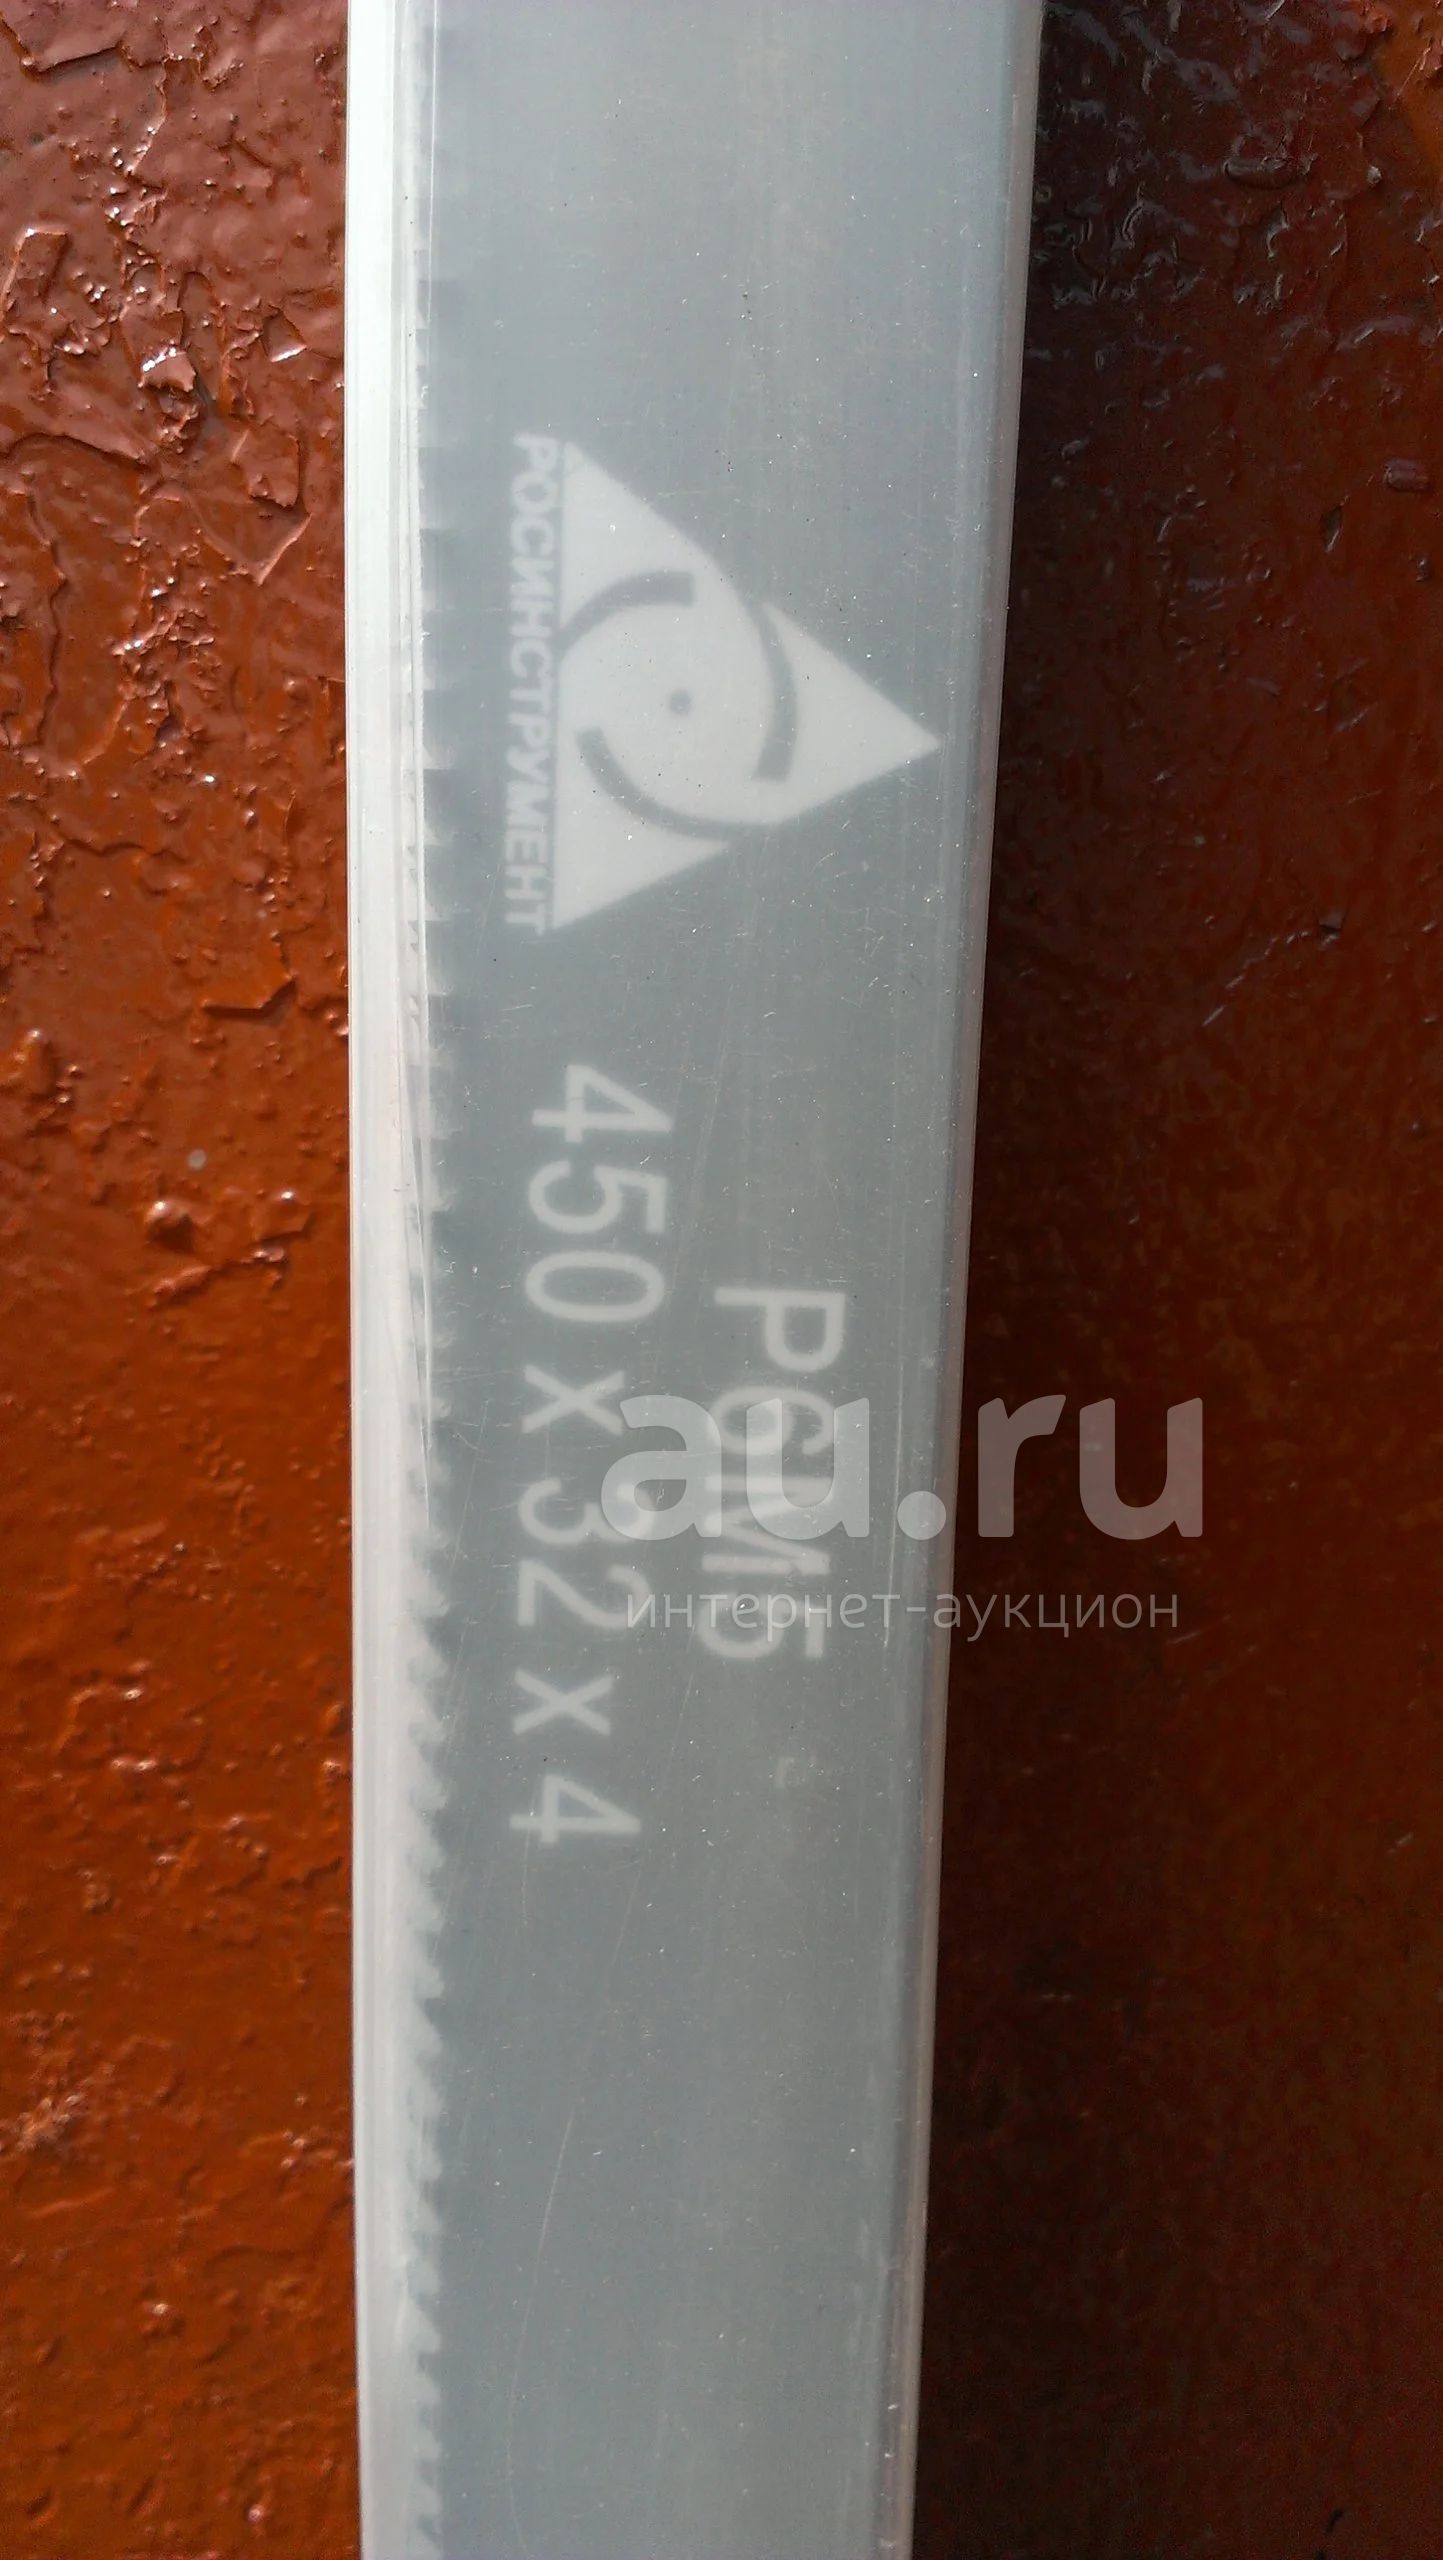 РОСИНСТРУМЕНТ
Р6М5
450 x 32 x 4
au.ru
интернет-аукцион